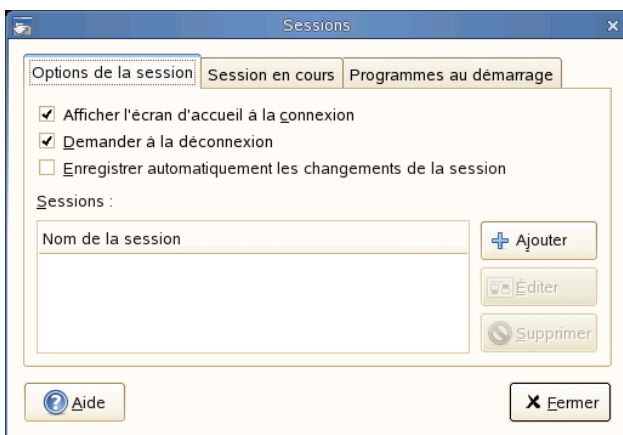 Sessions
Options de la session
Session en cours
Programmes au démarrage
Afficher l'écran d'accueil à la connexion
Demander à la déconnexion
Enregistrer automatiquement les changements de la session
Sessions :
Nom de la session
Ajouter
Éditer
Supprimer
Aide
Fermer